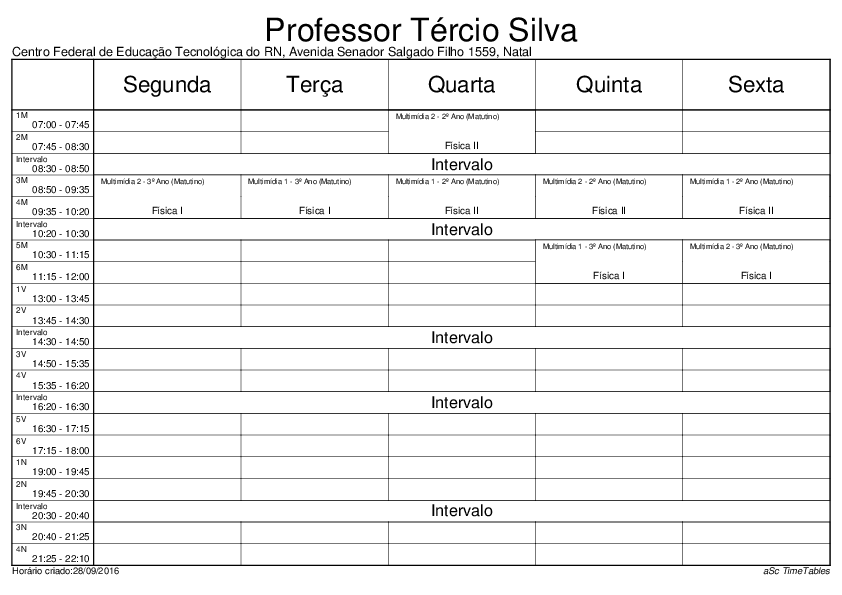 Professor Tércio Silva
Centro Federal de Educação Tecnológica do RN, Avenida Senador Salgado Filho 1559, Natal
Segunda Terça Quarta Quinta Sexta
1M
07:00 - 07:45
Multimídia 2 - 2º Ano (Matutino)
2M
07:45 - 08:30
Física II
Intervalo
08:30 - 08:50
Intervalo
3M
08:50 - 09:35
Multimídia 2 - 3º Ano (Matutino) Multimídia 1 - 3º Ano (Matutino) Multimídia 1 - 2º Ano (Matutino) Multimídia 2 - 2º Ano (Matutino) Multimídia 1 - 2º Ano (Matutino)
4M
09:35 - 10:20
Física I Física I Física II Física II Física II
Intervalo
10:20 - 10:30
Intervalo
5M
10:30 - 11:15
Multimídia 1 - 3º Ano (Matutino) Multimídia 2 - 3º Ano (Matutino)
6M
11:15 - 12:00
Física I Física I
1V
13:00 - 13:45
2V
13:45 - 14:30
Intervalo
14:30 - 14:50
Intervalo
3V
14:50 - 15:35
4V
15:35 - 16:20
Intervalo
16:20 - 16:30
Intervalo
5V
16:30 - 17:15
6V
17:15 - 18:00
1N
19:00 - 19:45
2N
19:45 - 20:30
Intervalo
20:30 - 20:40
Intervalo
3N
20:40 - 21:25
4N
21:25 - 22:10
Horário criado:28/09/2016 aSc TimeTables